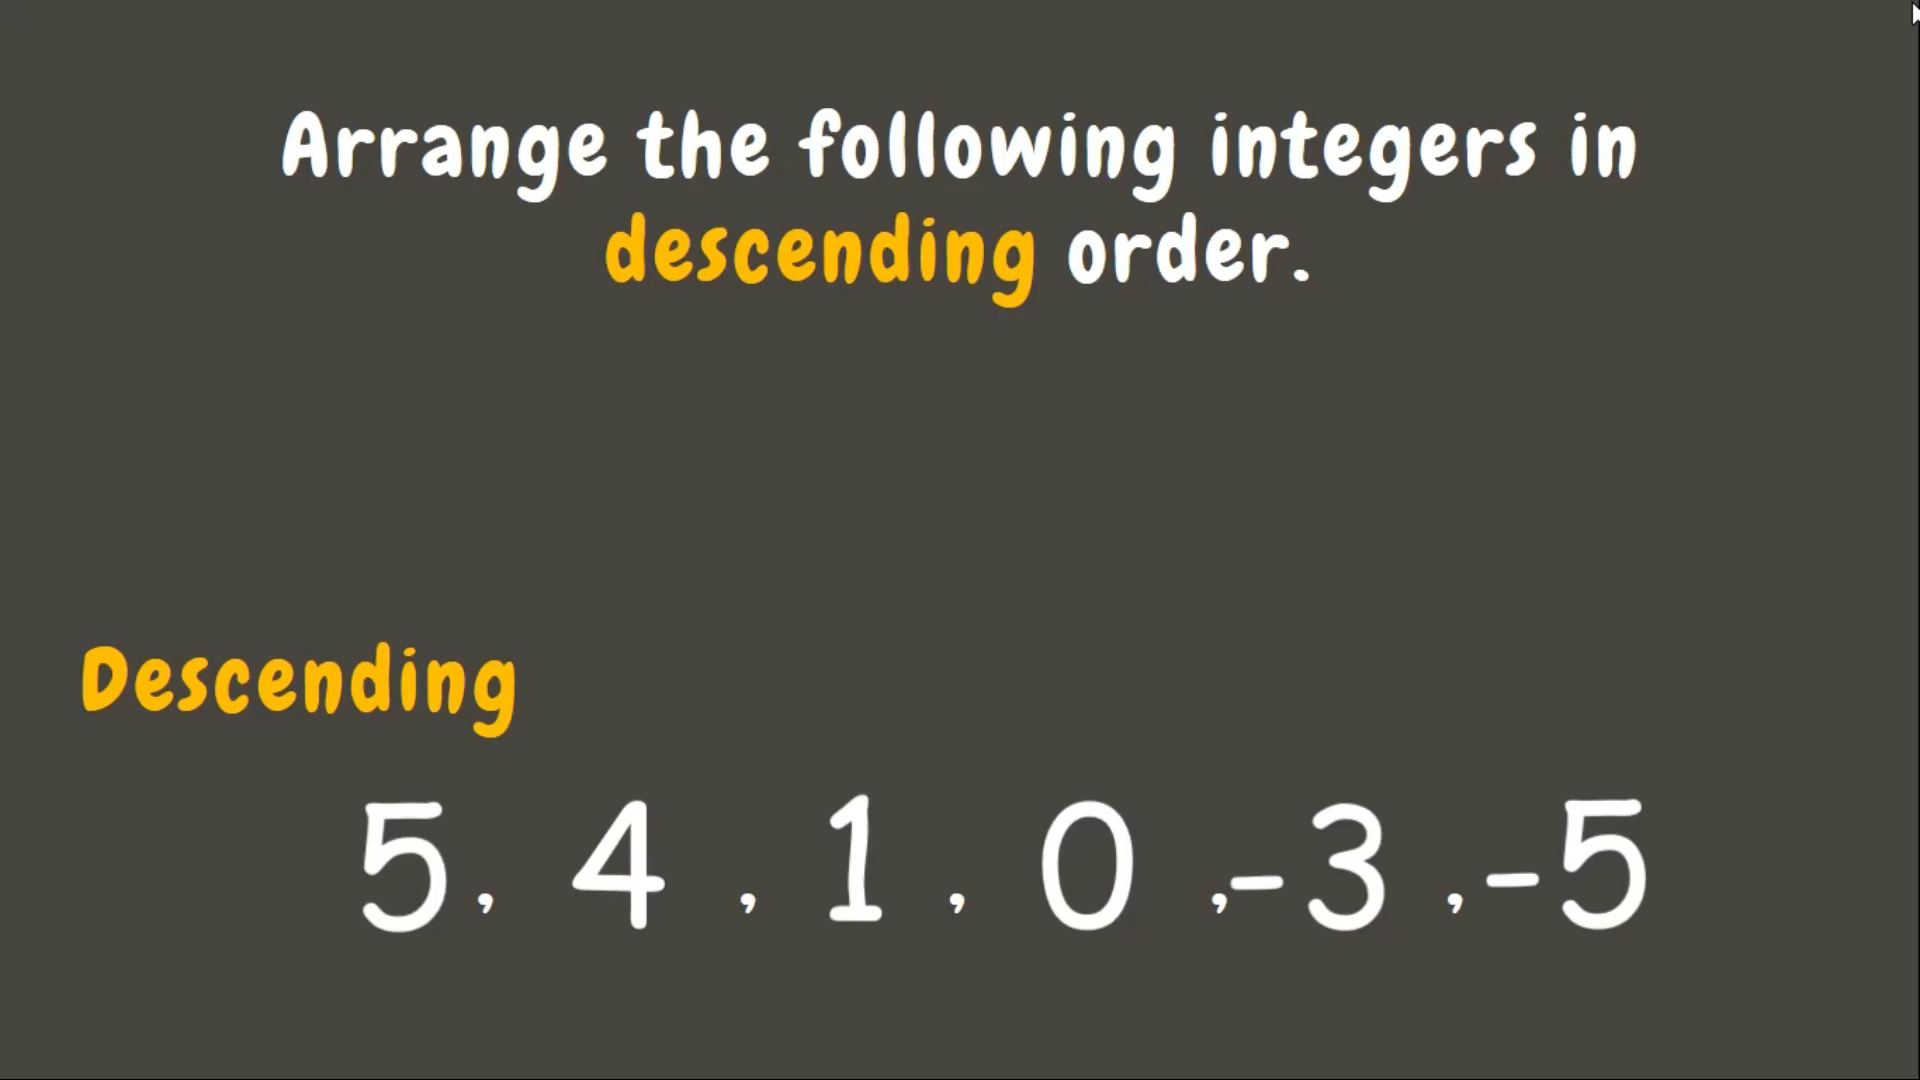 Arrange the following integers in
descending order.
Descending
5, 4 , 1 , 0 ,-3 ,-5